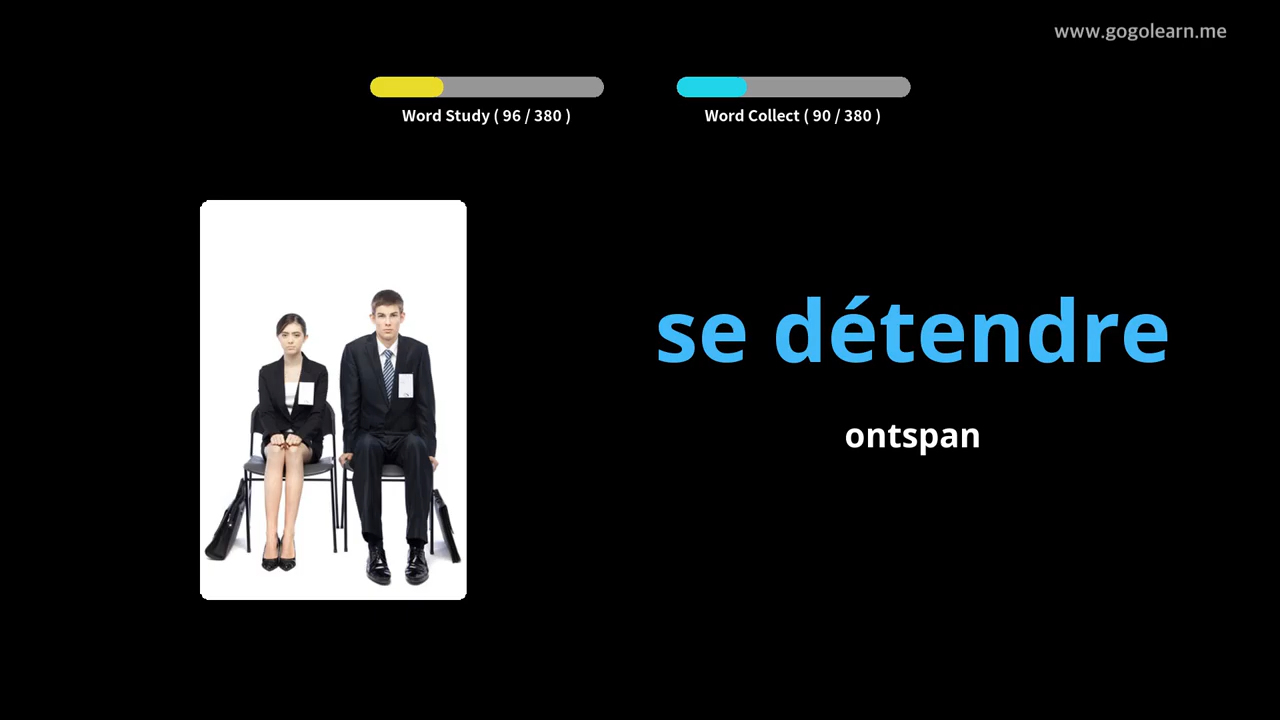 www.gogolearn.me
Word Study ( 96 / 380 )
Word Collect ( 90 / 380 )
se détendre
ontspan